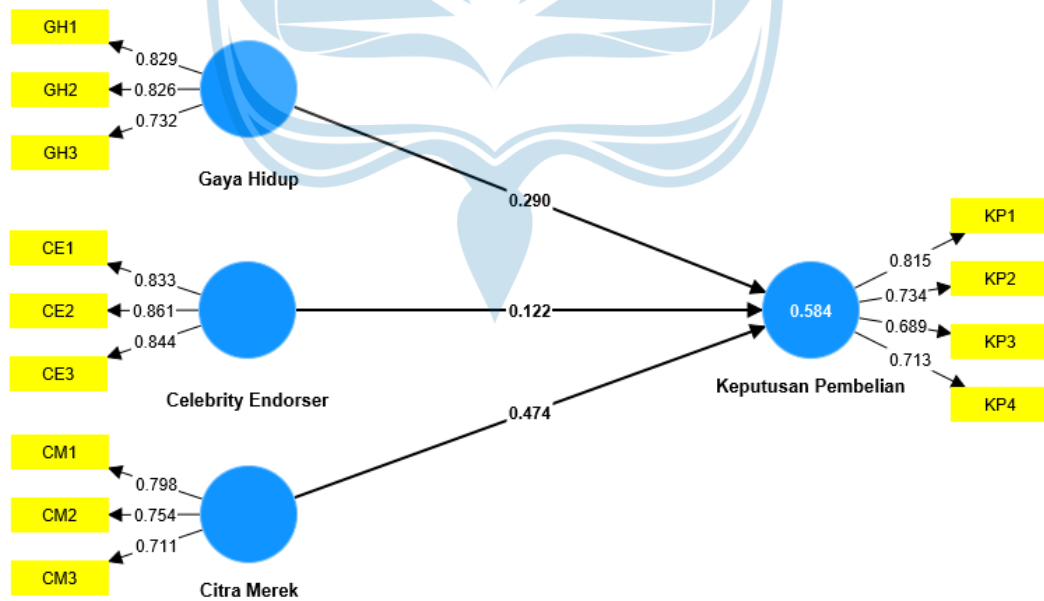 GH1
GH2
GH3
0.829
0.826
0.732
Gaya Hidup
0.290
CE1
CE2
CE3
0.833
0.861
0.844
Celebrity Endorser
0.122
CM1
CM2
CM3
0.798
0.754
0.711
Citra Merek
0.474
0.584
Keputusan Pembelian
0.815
0.734
0.689
0.713
KP1
KP2
KP3
KP4